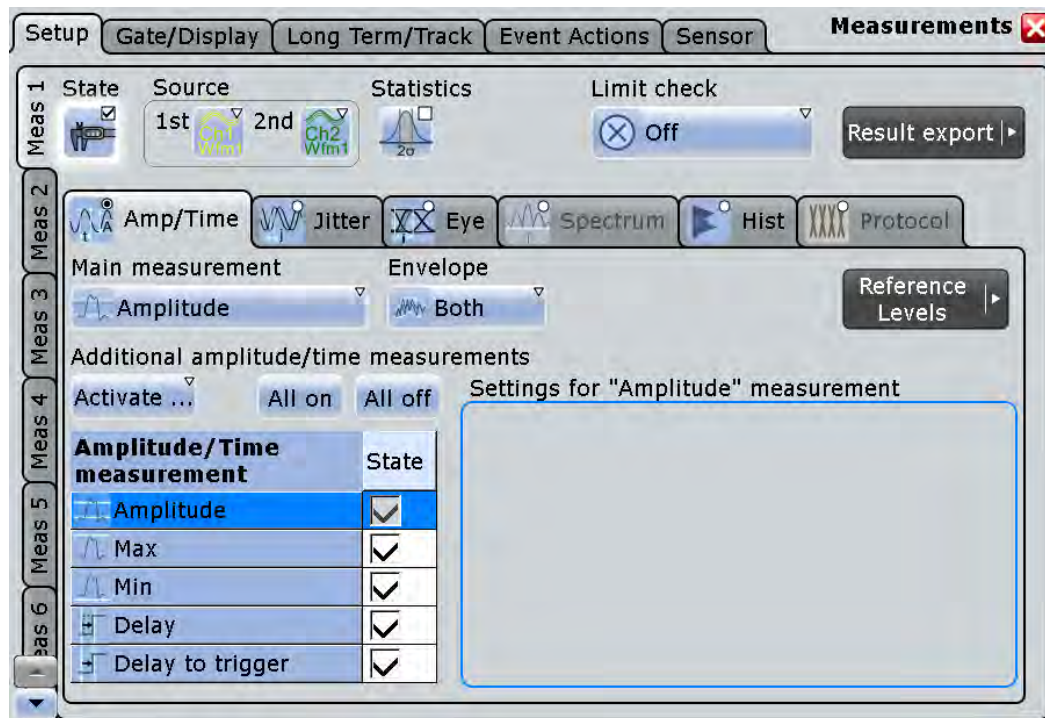 Setup Gate/Display Long Term/Track Event Actions Sensor Measurements
Meas 1
Meas 2
Meas 3
Meas 4
Meas 5
eas 6
State Source Statistics Limit check
1st Ch1 Wfm1 2nd Ch2 Wfm1 2σ Off Result export
Amp/Time Jitter Eye Spectrum Hist Protocol
Main measurement Envelope
Amplitude Both Reference Levels
Additional amplitude/time measurements
Activate ... All on All off Settings for "Amplitude" measurement
Amplitude/Time measurement State
Amplitude
Max
Min
Delay
Delay to trigger